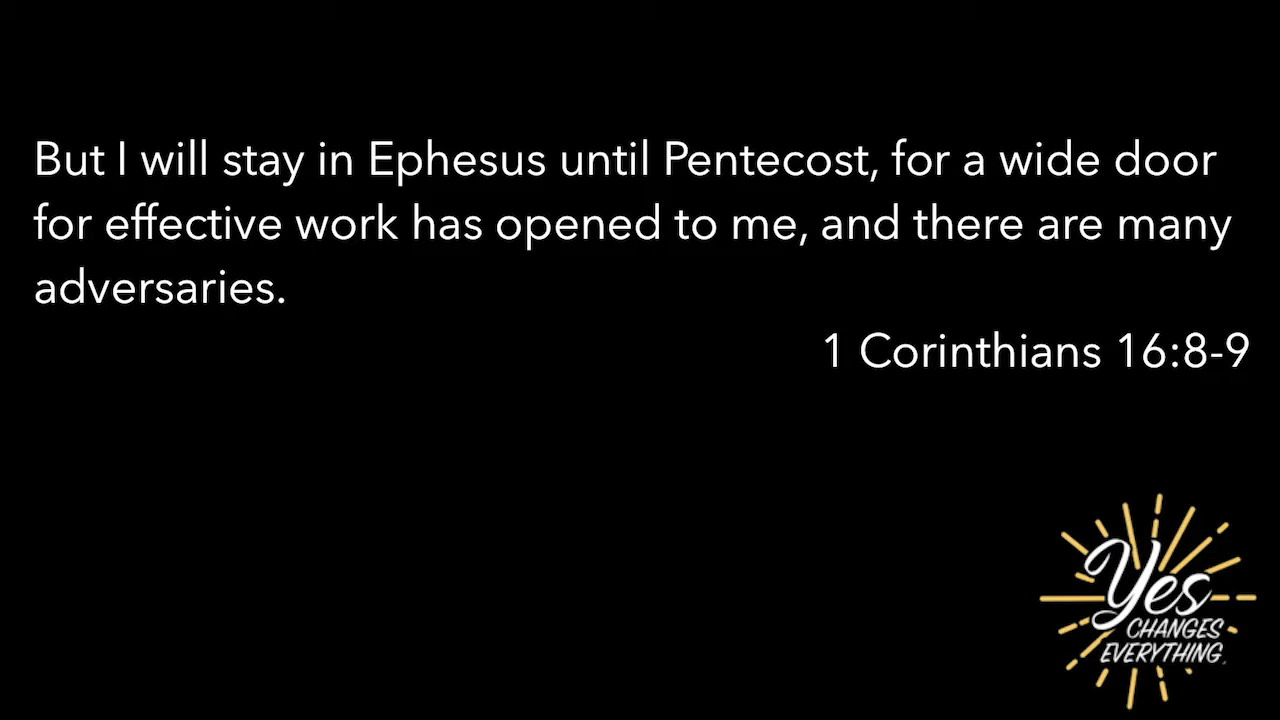 But I will stay in Ephesus until Pentecost, for a wide door
for effective work has opened to me, and there are many
adversaries.
1 Corinthians 16:8-9
Yes
CHANGES
EVERYTHING.